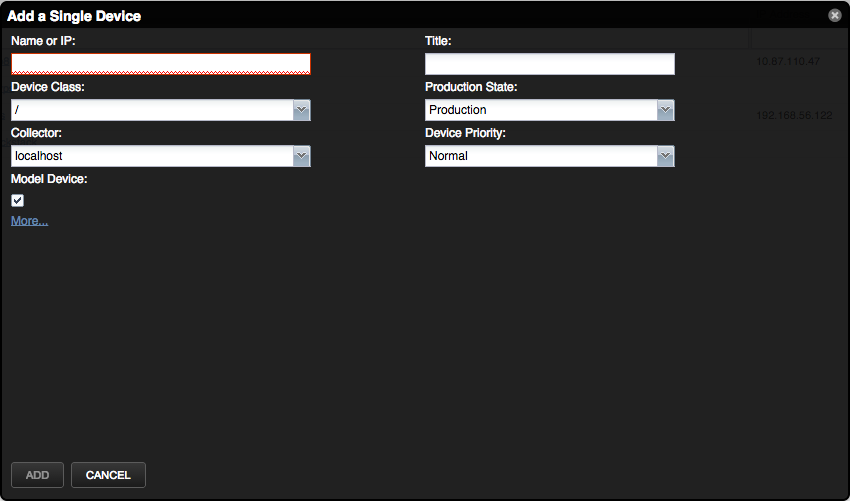 Add a Single Device
Name or IP:
Title:
10.87.110.47
Device Class:
Production State:
/
Production
192.168.56.122
Collector:
Device Priority:
localhost
Normal
Model Device:
More...
ADD
CANCEL